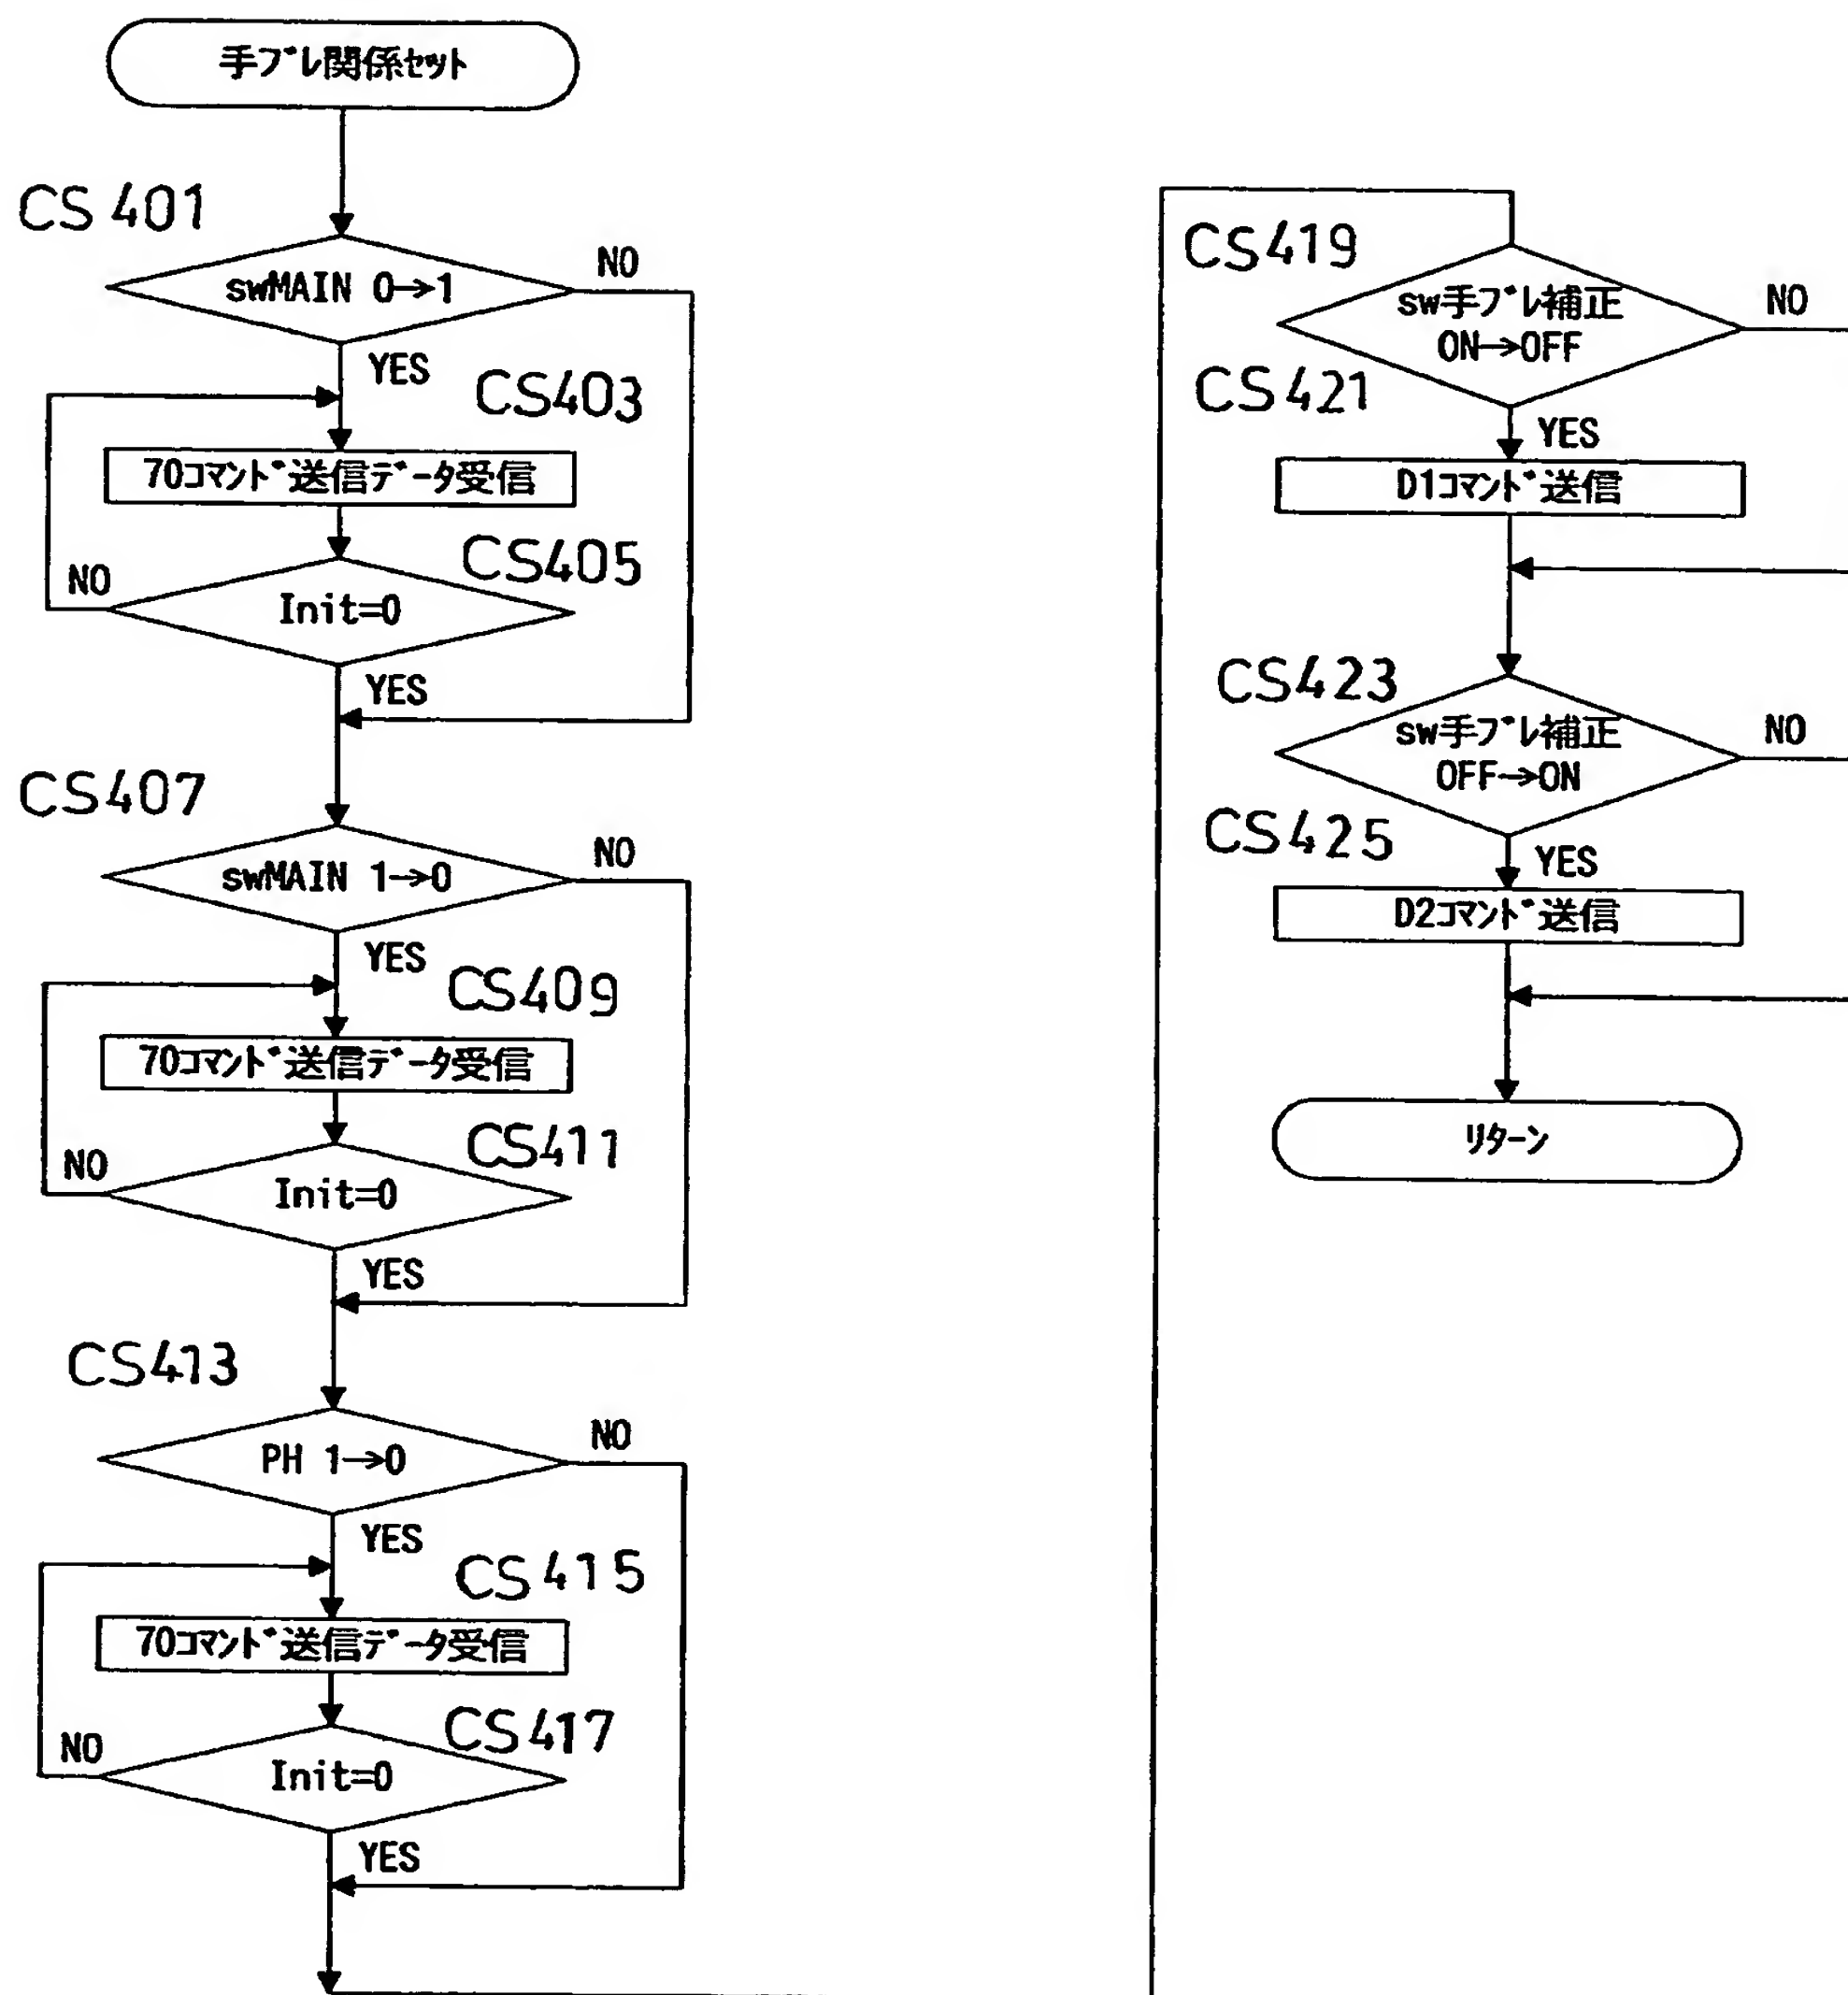 手ブレ関係セット
CS401
swMAIN 0→1
NO
YES
CS403
70コマンド送信データ受信
CS405
NO
Init=0
YES
CS407
swMAIN 1→0
NO
YES
CS409
70コマンド送信データ受信
CS411
NO
Init=0
YES
CS413
PH 1→0
NO
YES
CS415
70コマンド送信データ受信
CS417
NO
Init=0
YES
CS419
sw手ブレ補正
ON→OFF
NO
CS421
YES
D1コマンド送信
CS423
sw手ブレ補正
OFF→ON
NO
CS425
YES
D2コマンド送信
リターン